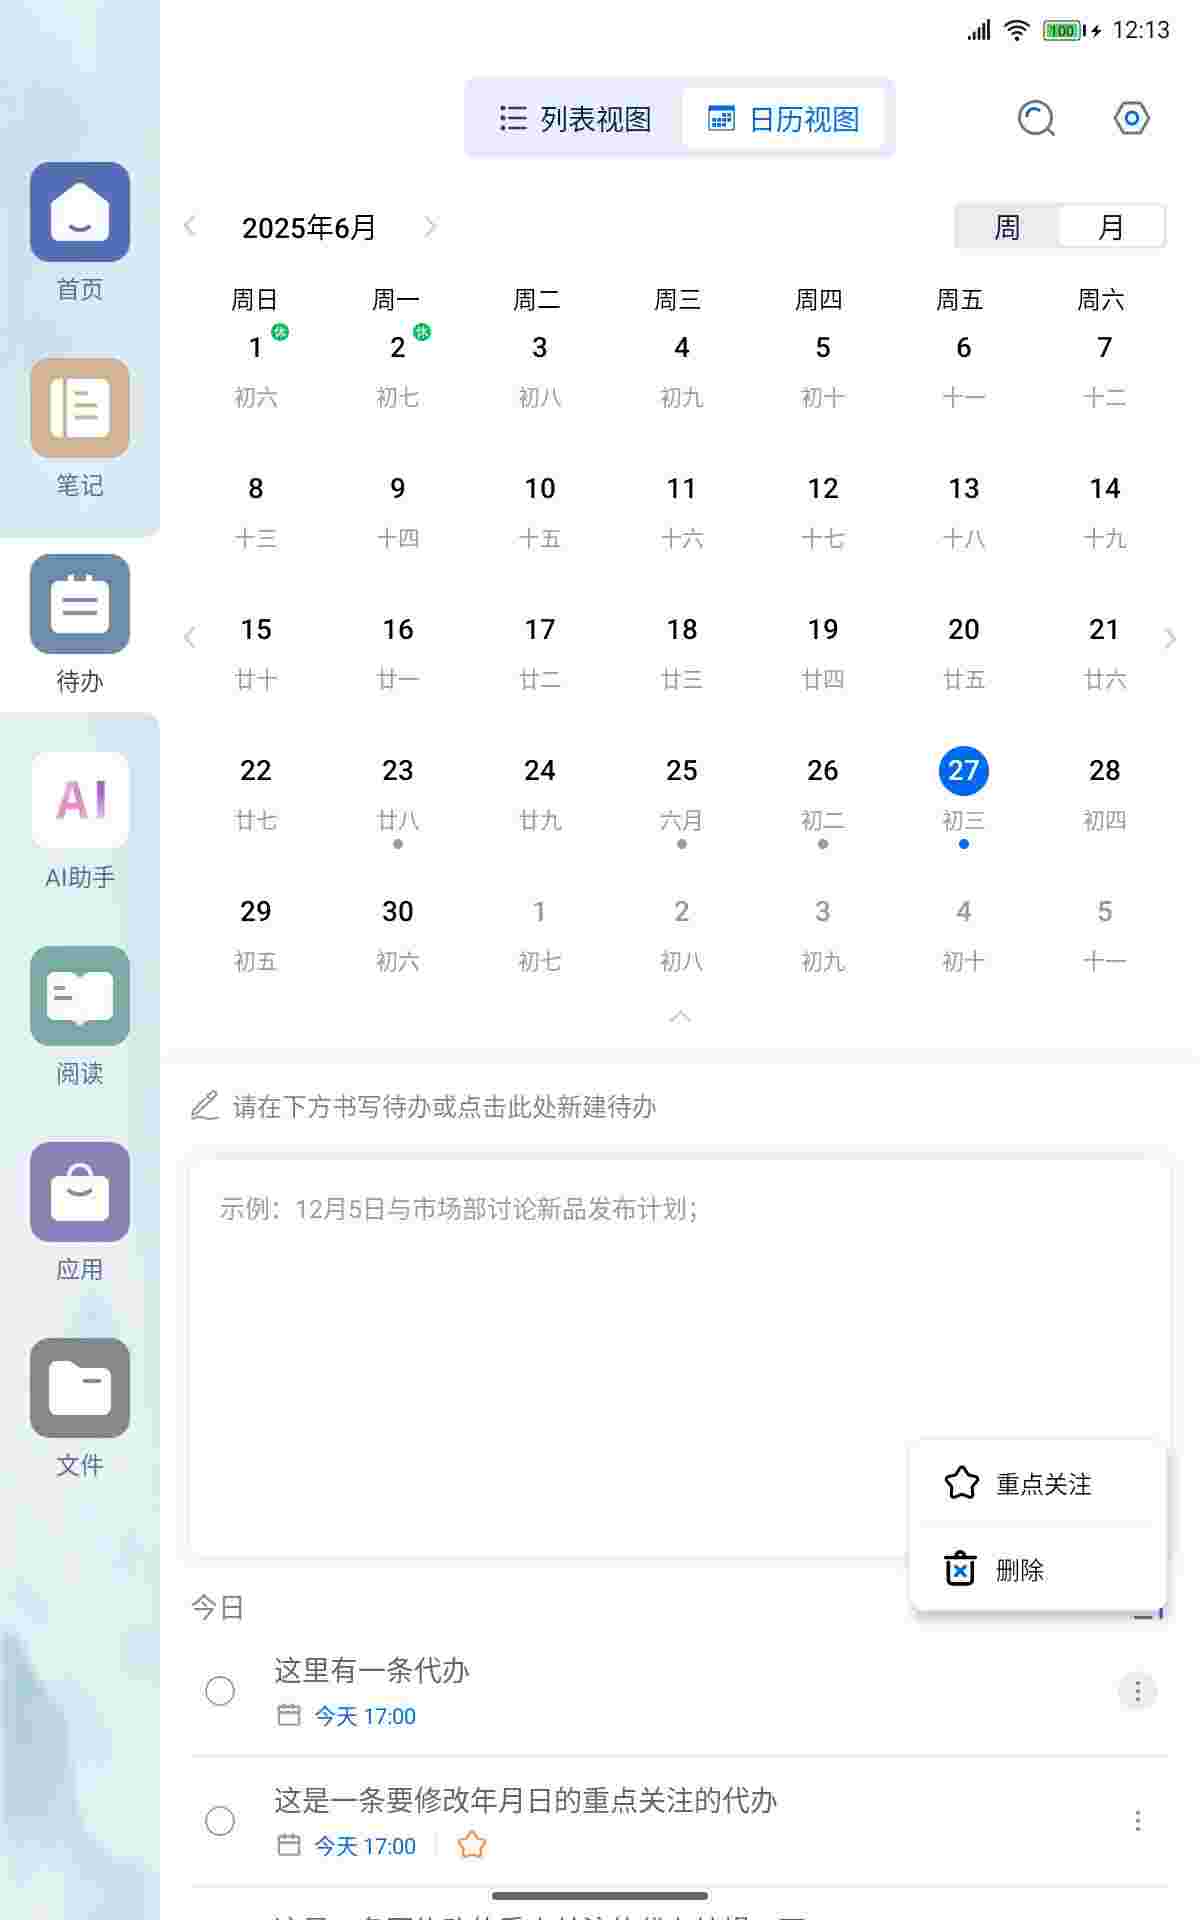 100 12:13
列表视图 日历视图
首页
笔记
待办
AI
AI助手
阅读
应用
文件
2025年6月
周 月
周日 周一 周二 周三 周四 周五 周六
1 休 2 休 3 4 5 6 7
初六 初七 初八 初九 初十 十一 十二
8 9 10 11 12 13 14
十三 十四 十五 十六 十七 十八 十九
15 16 17 18 19 20 21
廿十 廿一 廿二 廿三 廿四 廿五 廿六
22 23 24 25 26 27 28
廿七 廿八 廿九 六月 初二 初三 初四
29 30 1 2 3 4 5
初五 初六 初七 初八 初九 初十 十一
请在下方书写待办或点击此处新建待办
示例：12月5日与市场部讨论新品发布计划；
重点关注
删除
今日
这里有一条代办
今天 17:00
这是一条要修改年月日的重点关注的代办
今天 17:00